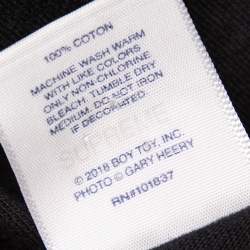 100% COTTON
MACHINE WASH WARM
WITH LIKE COLORS
ONLY NON-CHLORINE
BLEACH. TUMBLE DRY
MEDIUM. DO NOT IRON
IF DECORATED.
SUPREME
© 2018 BOY TOY, INC.
PHOTO © GARY HEERY
RN#101837